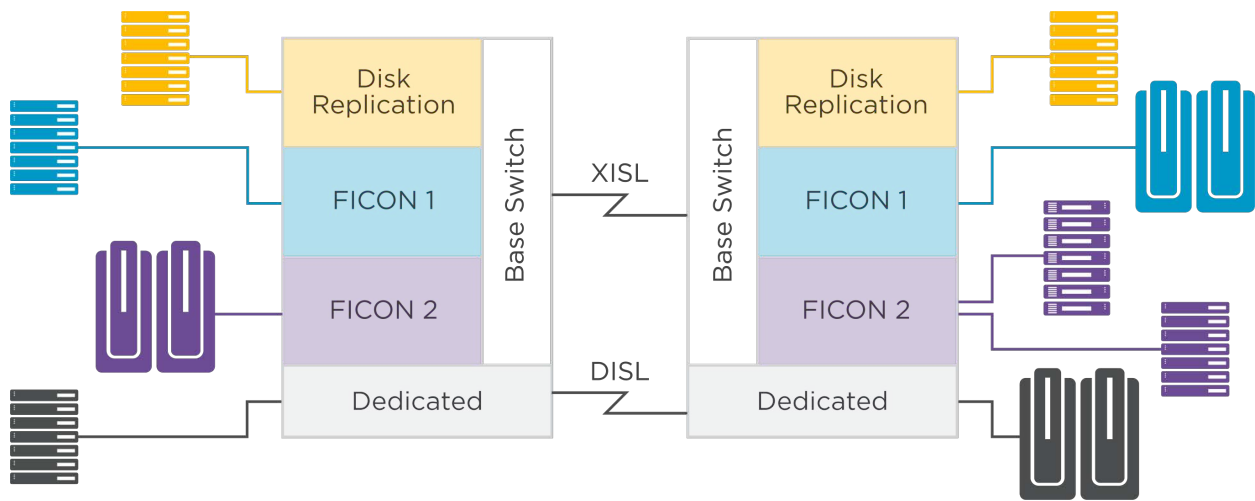 Disk
Replication
FICON 1
FICON 2
Base Switch
Dedicated
XISL
DISL
Base Switch
Disk
Replication
FICON 1
FICON 2
Dedicated